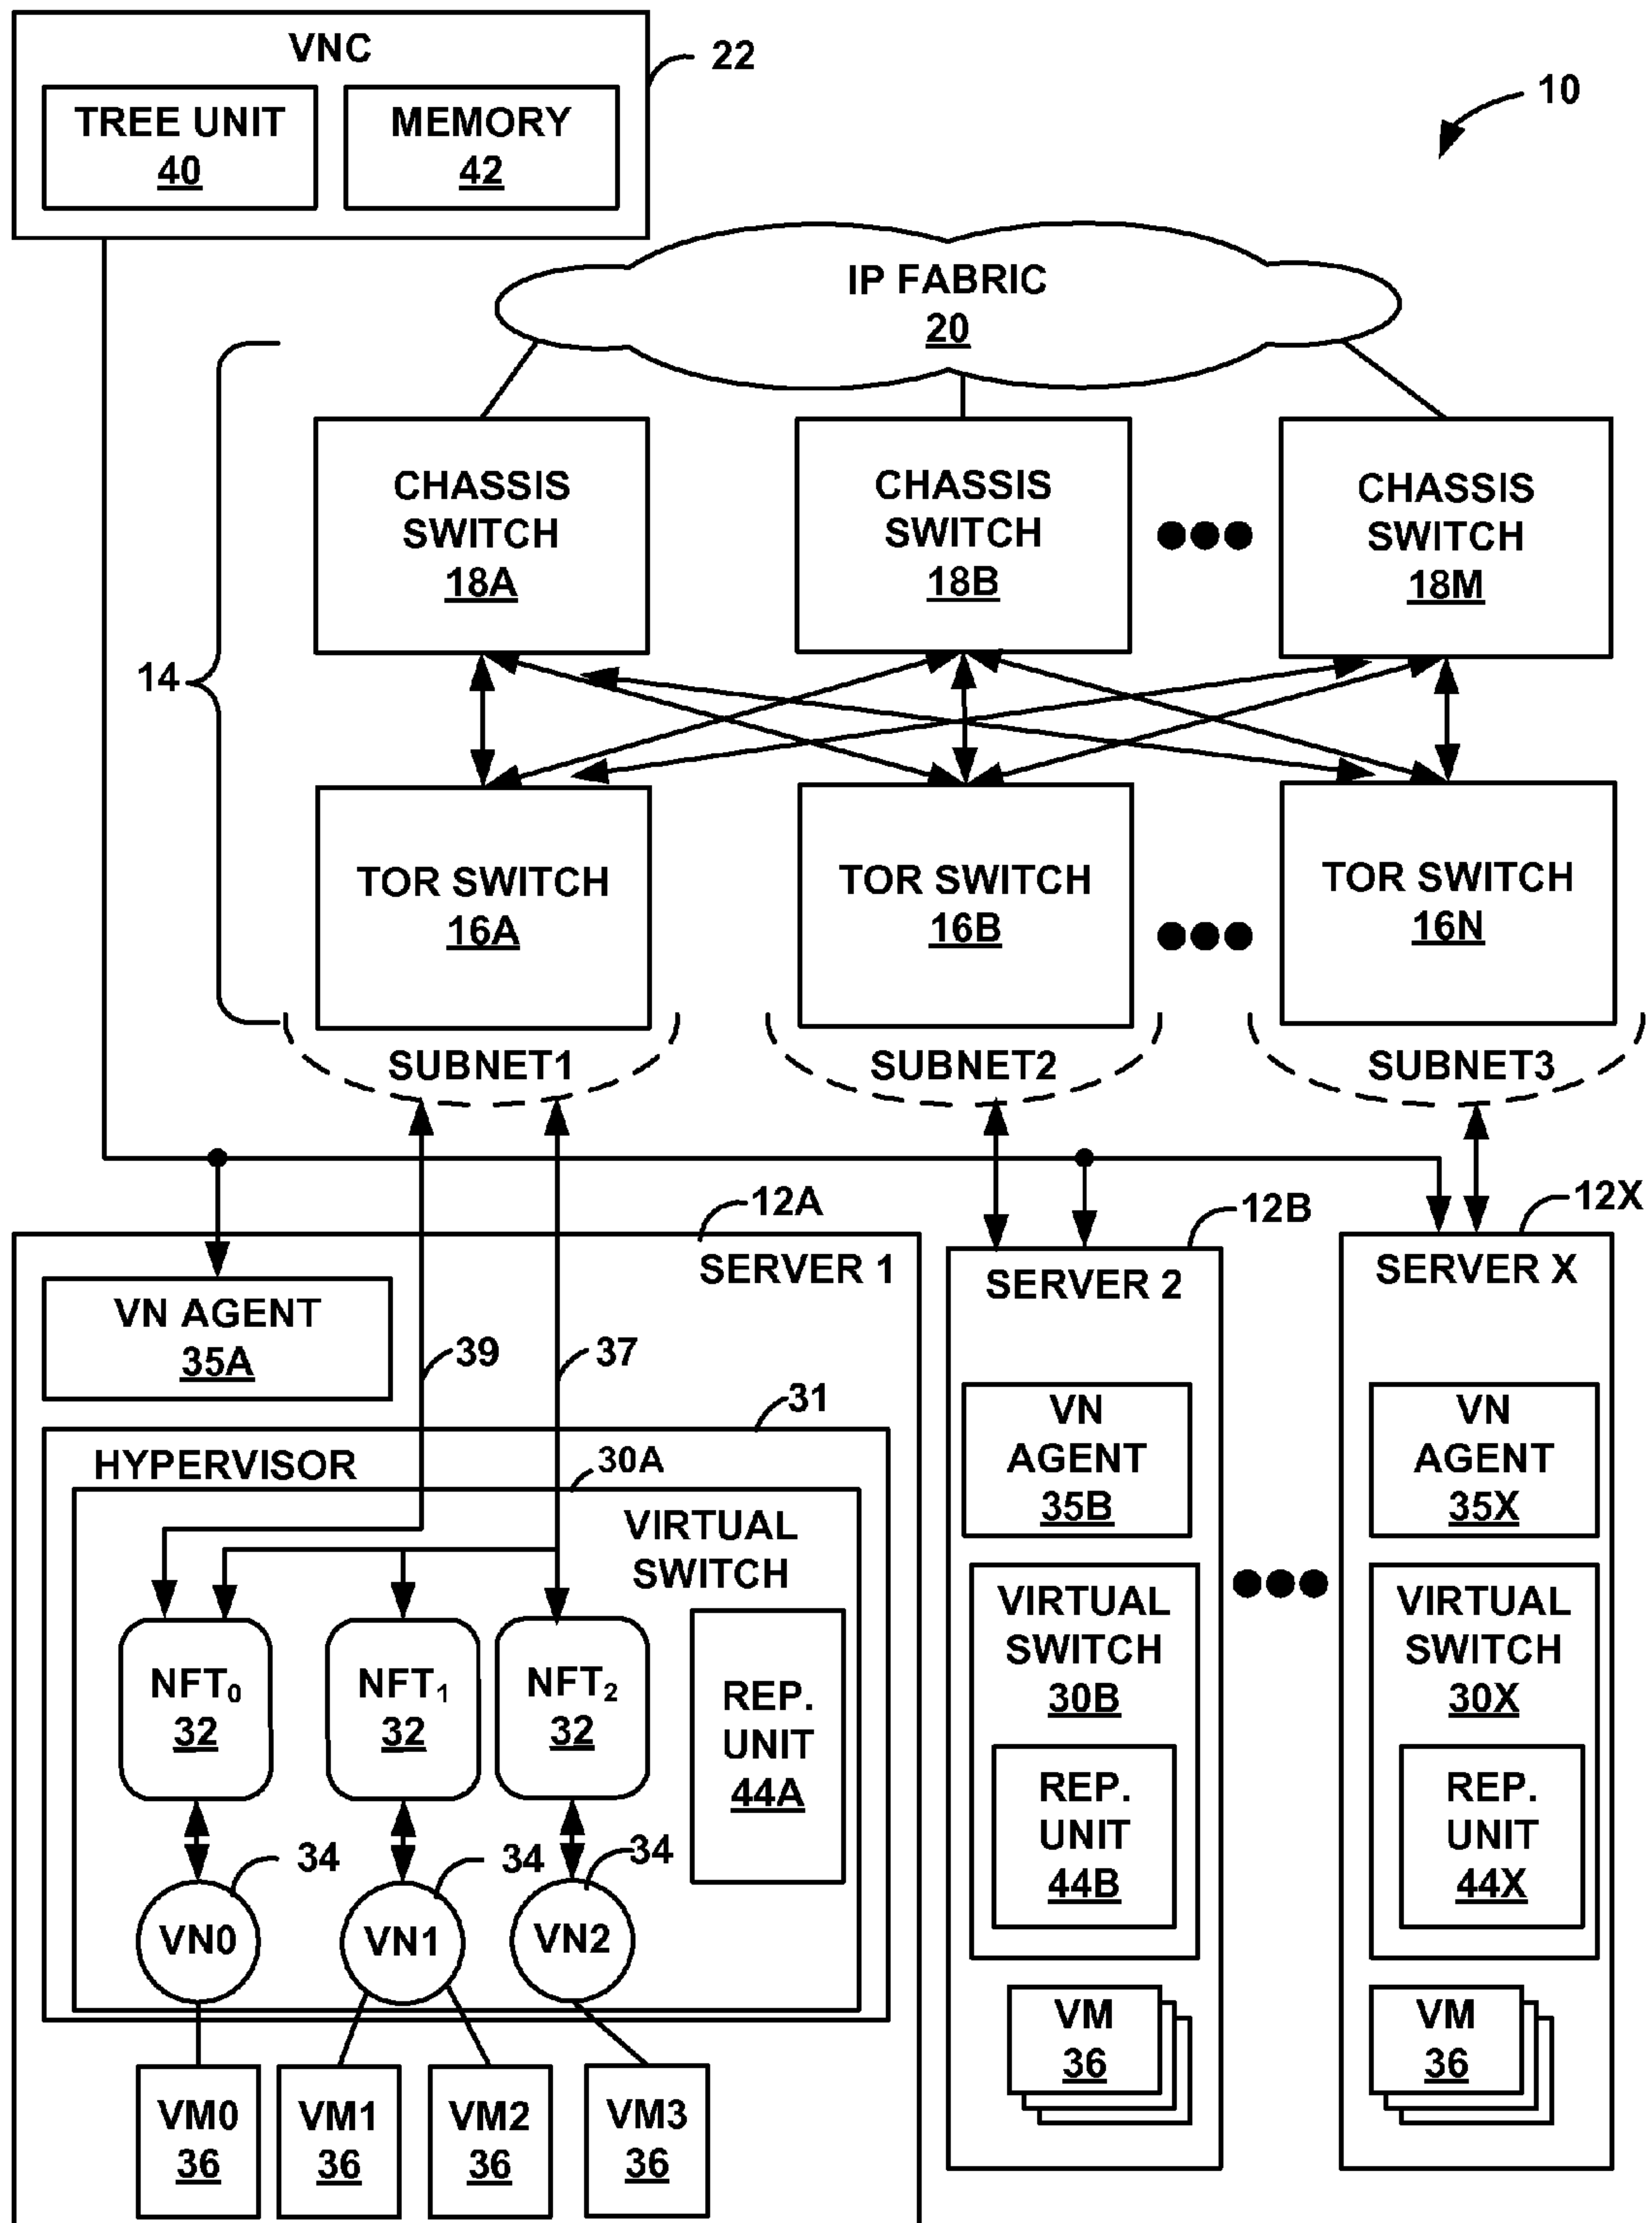 VNC
22
TREE UNIT
40
MEMORY
42
10
IP FABRIC
20
14
CHASSIS
SWITCH
18A
CHASSIS
SWITCH
18B
CHASSIS
SWITCH
18M
TOR SWITCH
16A
TOR SWITCH
16B
TOR SWITCH
16N
SUBNET1
SUBNET2
SUBNET3
12A
12B
12X
SERVER 1
VN AGENT
35A
39
37
31
HYPERVISOR
30A
VIRTUAL
SWITCH
NFT₀
32
NFT₁
32
NFT₂
32
REP.
UNIT
44A
34
34
34
VN0
VN1
VN2
VM0
36
VM1
36
VM2
36
VM3
36
SERVER 2
VN
AGENT
35B
VIRTUAL
SWITCH
30B
REP.
UNIT
44B
VM
36
SERVER X
VN
AGENT
35X
VIRTUAL
SWITCH
30X
REP.
UNIT
44X
VM
36